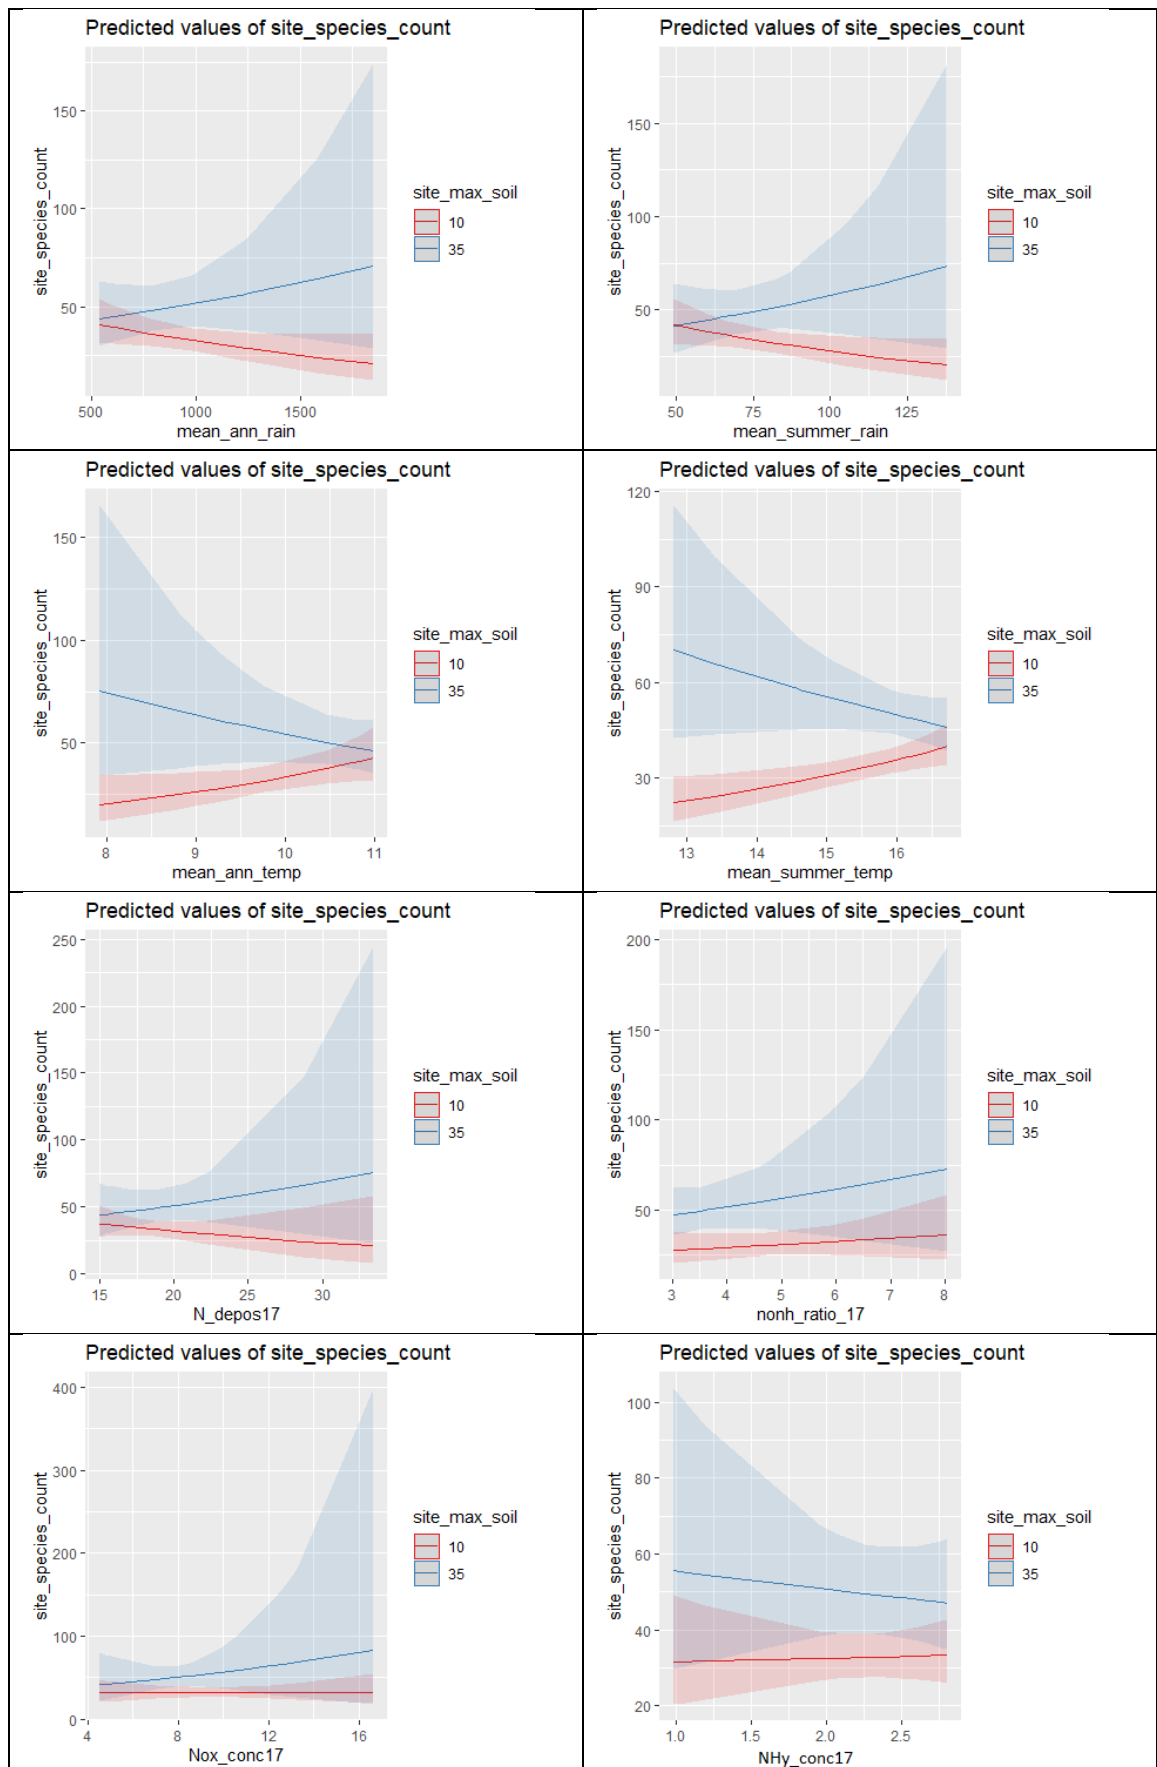 Predicted values of site_species_count
150
100
50
site_species_count
500 1000 1500
mean_ann_rain
site_max_soil
10
35
Predicted values of site_species_count
150
100
50
site_species_count
50 75 100 125
mean_summer_rain
site_max_soil
10
35
Predicted values of site_species_count
150
100
50
site_species_count
8 9 10 11
mean_ann_temp
site_max_soil
10
35
Predicted values of site_species_count
120
90
60
30
site_species_count
13 14 15 16
mean_summer_temp
site_max_soil
10
35
Predicted values of site_species_count
250
200
150
100
50
0
site_species_count
15 20 25 30
N_depos17
site_max_soil
10
35
Predicted values of site_species_count
200
150
100
50
site_species_count
3 4 5 6 7 8
nonh_ratio_17
site_max_soil
10
35
Predicted values of site_species_count
400
300
200
100
0
site_species_count
4 8 12 16
Nox_conc17
site_max_soil
10
35
Predicted values of site_species_count
100
80
60
40
20
site_species_count
1.0 1.5 2.0 2.5
NHy_conc17
site_max_soil
10
35